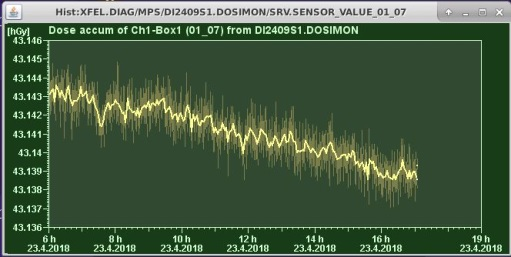 Hist:XFEL.DIAG/MPS/DI2409S1.DOSIMON/SRV.SENSOR_VALUE_01_07
[hGy] Dose accum of Ch1-Box1 (01_07) from DI2409S1.DOSIMON
43.146
43.145
43.144
43.143
43.142
43.141
43.14
43.139
43.138
43.137
43.136
6 h 8 h 10 h 12 h 14 h 16 h 19 h
23.4.2018 23.4.2018 23.4.2018 23.4.2018 23.4.2018 23.4.2018 23.4.2018